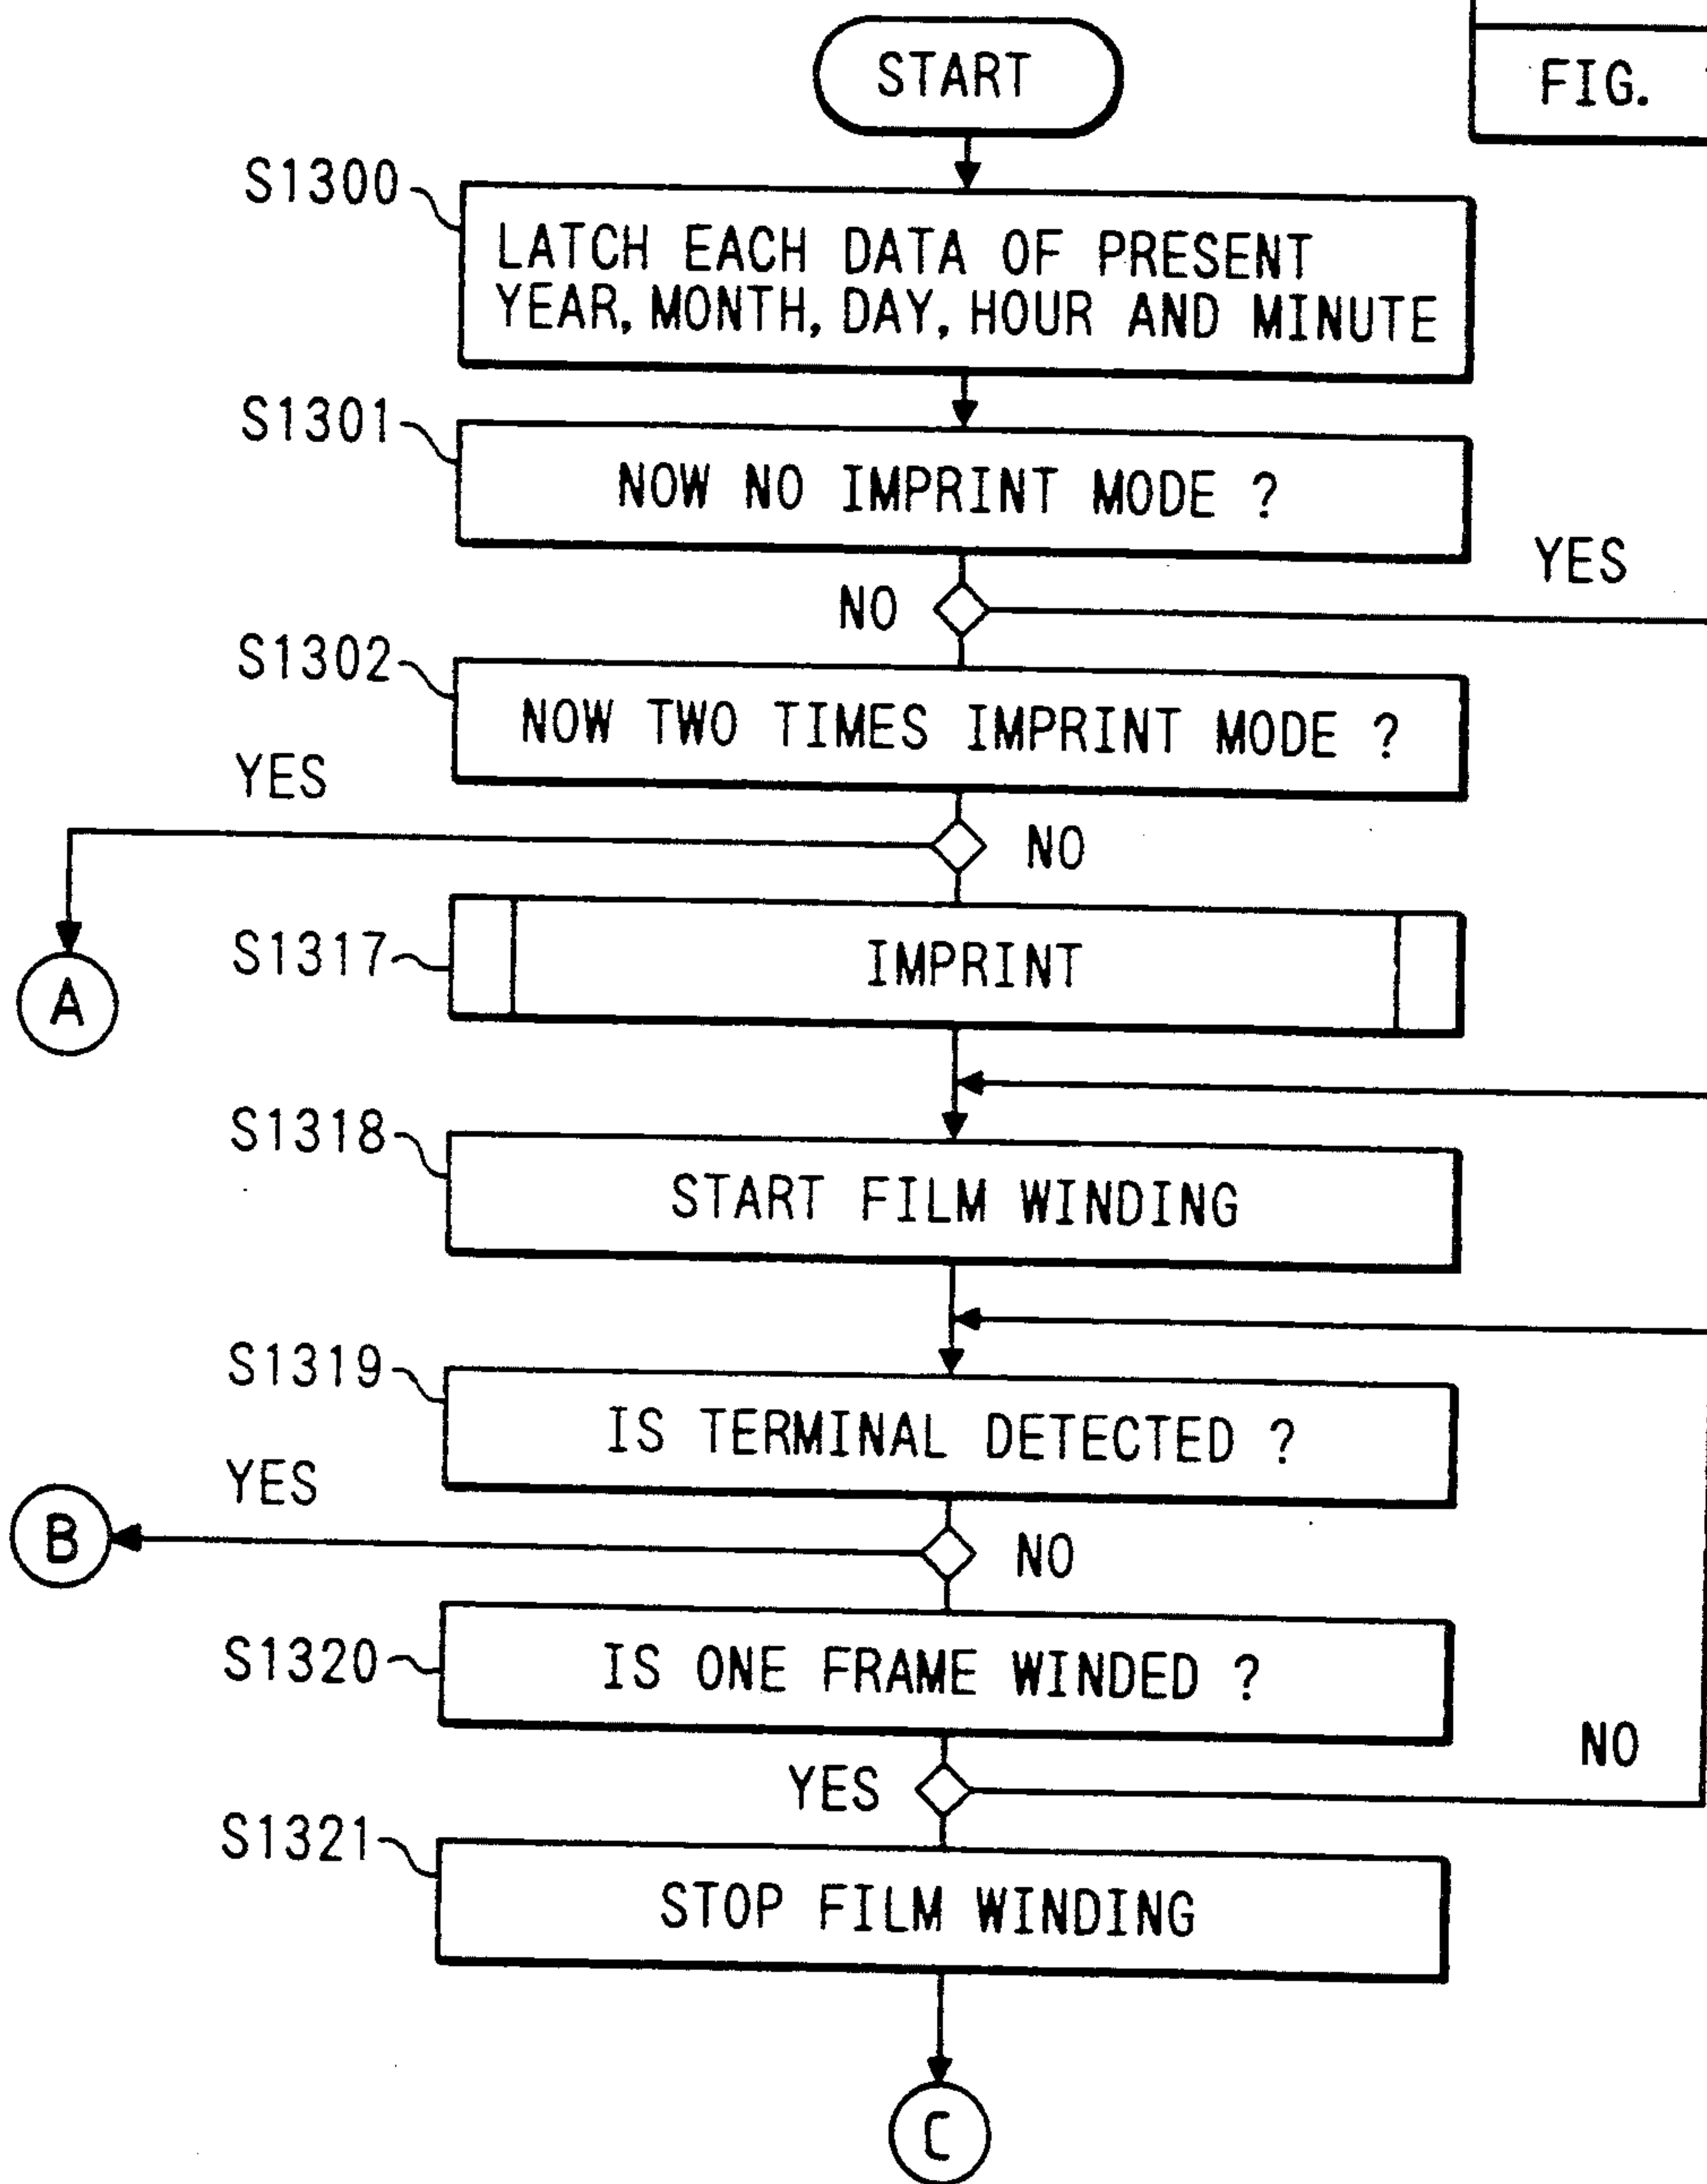 START
FIG.
S1300
LATCH EACH DATA OF PRESENT
YEAR, MONTH, DAY, HOUR AND MINUTE
S1301
NOW NO IMPRINT MODE ?
YES
NO
S1302
NOW TWO TIMES IMPRINT MODE ?
YES
NO
A
S1317
IMPRINT
S1318
START FILM WINDING
S1319
IS TERMINAL DETECTED ?
YES
B
NO
S1320
IS ONE FRAME WINDED ?
NO
YES
S1321
STOP FILM WINDING
C